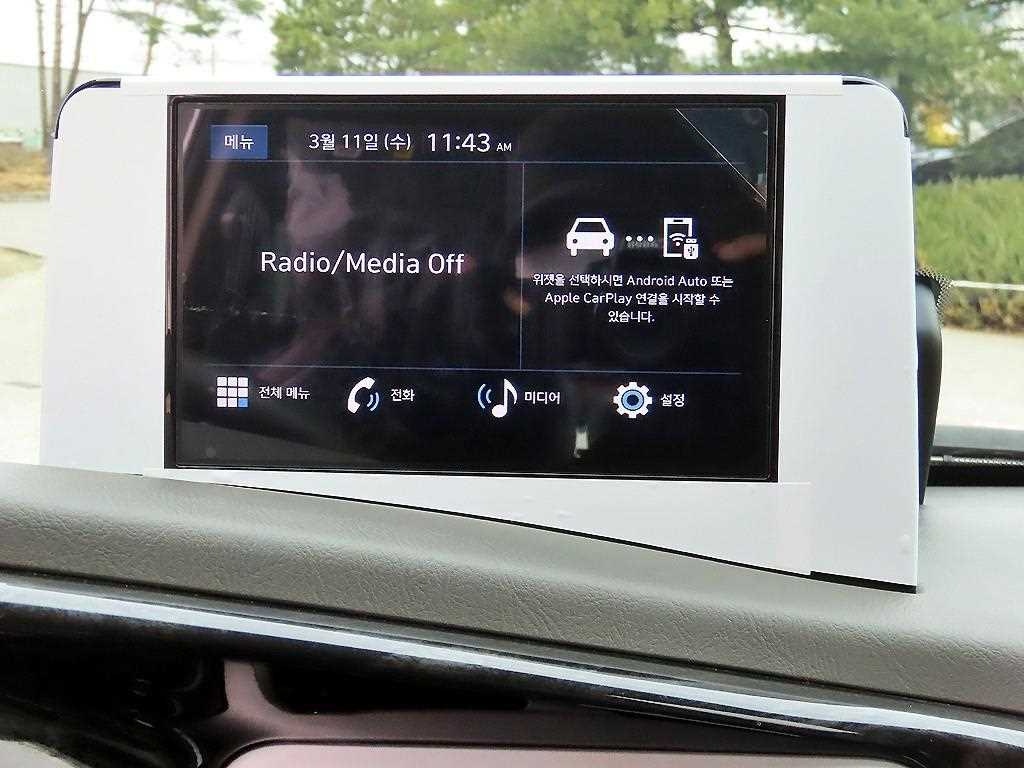 메뉴
3월 11일 (수) 11:43 AM
Radio/Media Off
위젯을 선택하시면 Android Auto 또는
Apple CarPlay 연결을 시작할 수
있습니다.
전체 메뉴
전화
미디어
설정